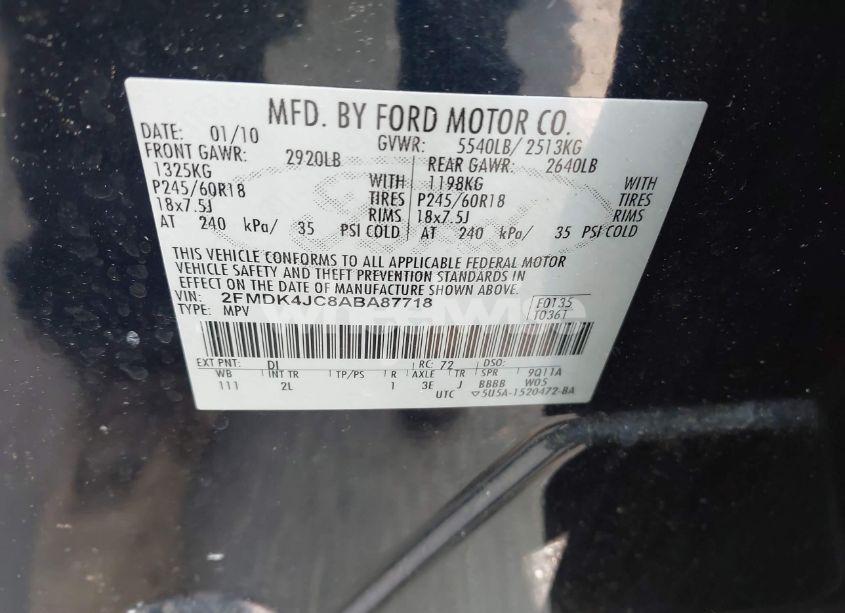 MFD. BY FORD MOTOR CO.
DATE: 01/10 GVWR: 5540LB/ 2513KG
FRONT GAWR: 2920LB REAR GAWR: 2640LB
1325KG WITH 1198KG WITH
P245/60R18 TIRES P245/60R18 TIRES
18x7.5J RIMS 18x7.5J RIMS
AT 240 kPa/ 35 PSI COLD AT 240 kPa/ 35 PSI COLD
THIS VEHICLE CONFORMS TO ALL APPLICABLE FEDERAL MOTOR
VEHICLE SAFETY AND THEFT PREVENTION STANDARDS IN
EFFECT ON THE DATE OF MANUFACTURE SHOWN ABOVE.
VIN: 2FMDK4JC8ABA87718 F0135
TYPE: MPV T0361
EXT PNT: DI RC: 72 DSO:
WB INT TR TP/PS R AXLE TR SPR 9Q11A
111 2L 1 3E J BBBB W05
UTC 5U5A-1520472-BA